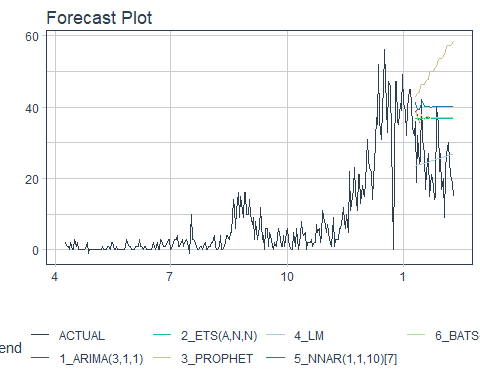 Forecast Plot
60
40
20
0
4 7 10 1
end
ACTUAL 2_ETS(A,N,N) 4_LM 6_BATS
1_ARIMA(3,1,1) 3_PROPHET 5_NNAR(1,1,10)[7]